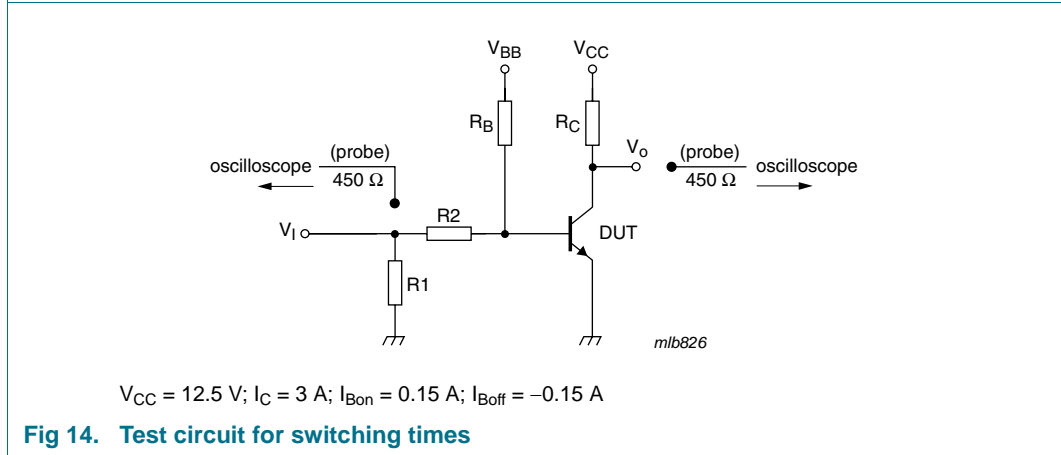 VBB
VCC
RB
RC
Vo
(probe)
450 Ω
oscilloscope
oscilloscope
(probe)
450 Ω
R2
VI
DUT
R1
mlb826
VCC = 12.5 V; IC = 3 A; IBon = 0.15 A; IBoff = −0.15 A
Fig 14. Test circuit for switching times